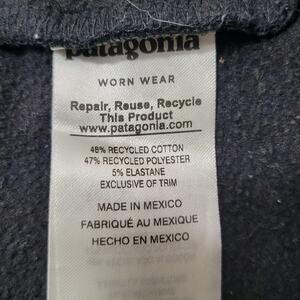 patagonia
WORN WEAR
Repair, Reuse, Recycle
This Product
www.patagonia.com
48% RECYCLED COTTON
47% RECYCLED POLYESTER
5% ELASTANE
EXCLUSIVE OF TRIM
MADE IN MEXICO
FABRIQUÉ AU MEXIQUE
HECHO EN MEXICO